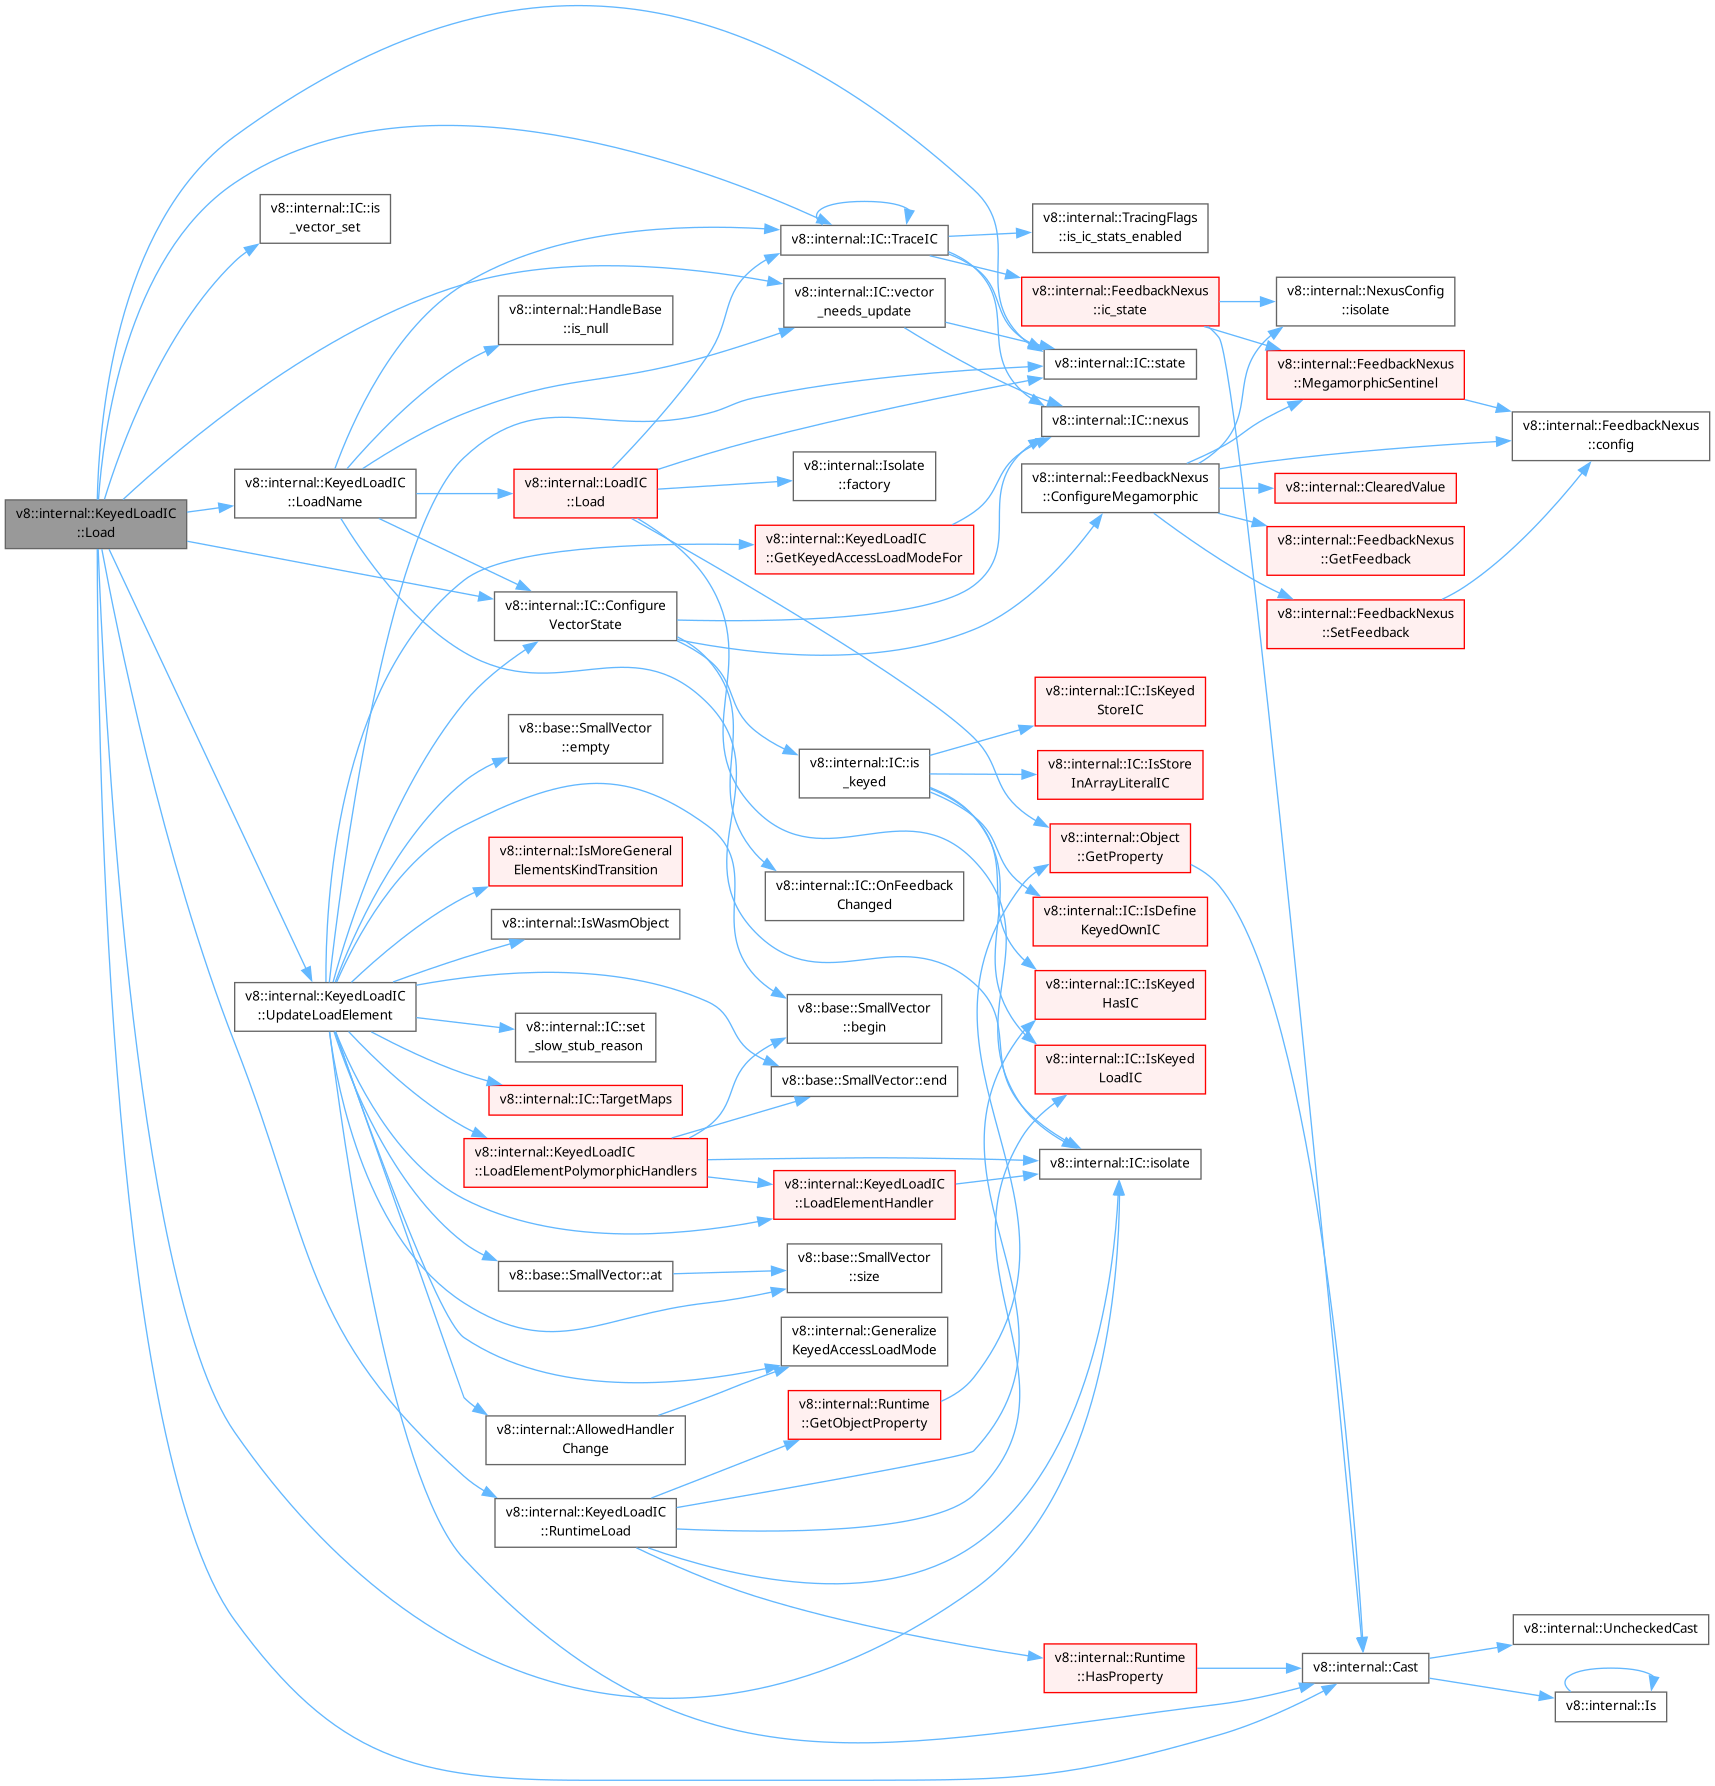 v8::internal::KeyedLoadIC
::Load
v8::internal::IC::is
_vector_set
v8::internal::KeyedLoadIC
::LoadName
v8::internal::KeyedLoadIC
::UpdateLoadElement
v8::internal::HandleBase
::is_null
v8::internal::LoadIC
::Load
v8::internal::IC::Configure
VectorState
v8::base::SmallVector
::empty
v8::internal::IsMoreGeneral
ElementsKindTransition
v8::internal::IsWasmObject
v8::internal::IC::set
_slow_stub_reason
v8::internal::IC::TargetMaps
v8::internal::KeyedLoadIC
::LoadElementPolymorphicHandlers
v8::base::SmallVector::at
v8::internal::AllowedHandler
Change
v8::internal::KeyedLoadIC
::RuntimeLoad
v8::internal::IC::TraceIC
v8::internal::IC::vector
_needs_update
v8::internal::Isolate
::factory
v8::internal::KeyedLoadIC
::GetKeyedAccessLoadModeFor
v8::internal::IC::is
_keyed
v8::internal::IC::OnFeedback
Changed
v8::base::SmallVector
::begin
v8::base::SmallVector::end
v8::internal::KeyedLoadIC
::LoadElementHandler
v8::base::SmallVector
::size
v8::internal::Generalize
KeyedAccessLoadMode
v8::internal::Runtime
::GetObjectProperty
v8::internal::TracingFlags
::is_ic_stats_enabled
v8::internal::FeedbackNexus
::ic_state
v8::internal::IC::state
v8::internal::IC::nexus
v8::internal::FeedbackNexus
::ConfigureMegamorphic
v8::internal::IC::IsKeyed
StoreIC
v8::internal::IC::IsStore
InArrayLiteralIC
v8::internal::Object
::GetProperty
v8::internal::IC::IsDefine
KeyedOwnIC
v8::internal::IC::IsKeyed
HasIC
v8::internal::IC::IsKeyed
LoadIC
v8::internal::IC::isolate
v8::internal::Runtime
::HasProperty
v8::internal::NexusConfig
::isolate
v8::internal::FeedbackNexus
::MegamorphicSentinel
v8::internal::ClearedValue
v8::internal::FeedbackNexus
::GetFeedback
v8::internal::FeedbackNexus
::SetFeedback
v8::internal::Cast
v8::internal::FeedbackNexus
::config
v8::internal::UncheckedCast
v8::internal::Is